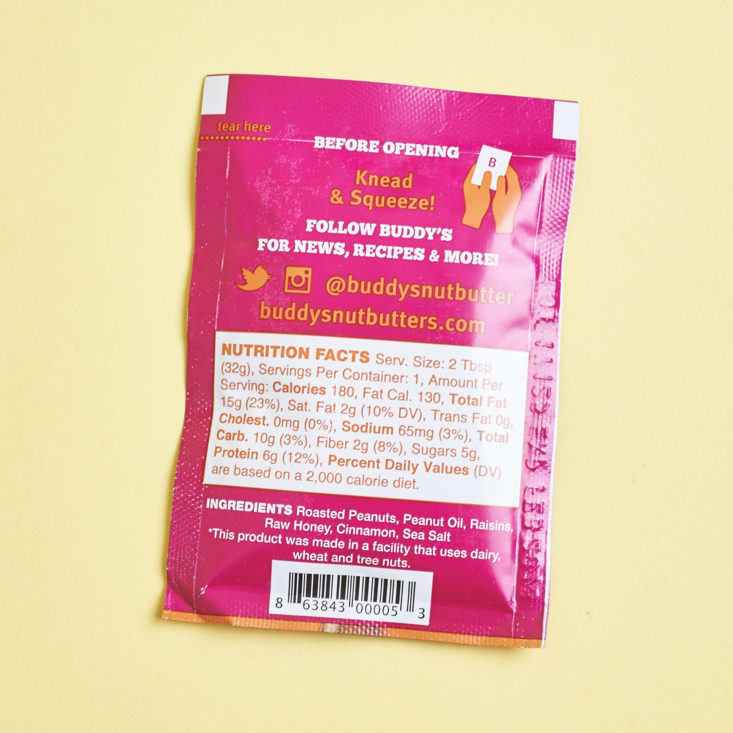 tear here
BEFORE OPENING
B
Knead
& Squeeze!
FOLLOW BUDDY'S
FOR NEWS, RECIPES & MORE!
@buddysnutbutter
buddysnutbutters.com
NUTRITION FACTS Serv. Size: 2 Tbsp
(32g), Servings Per Container: 1, Amount Per
Serving: Calories 180, Fat Cal. 130, Total Fat
15g (23%), Sat. Fat 2g (10% DV), Trans Fat 0g,
Cholest. 0mg (0%), Sodium 65mg (3%), Total
Carb. 10g (3%), Fiber 2g (8%), Sugars 5g,
Protein 6g (12%), Percent Daily Values (DV)
are based on a 2,000 calorie diet.
INGREDIENTS Roasted Peanuts, Peanut Oil, Raisins,
Raw Honey, Cinnamon, Sea Salt
*This product was made in a facility that uses dairy,
wheat and tree nuts.
8 63843 00005 3